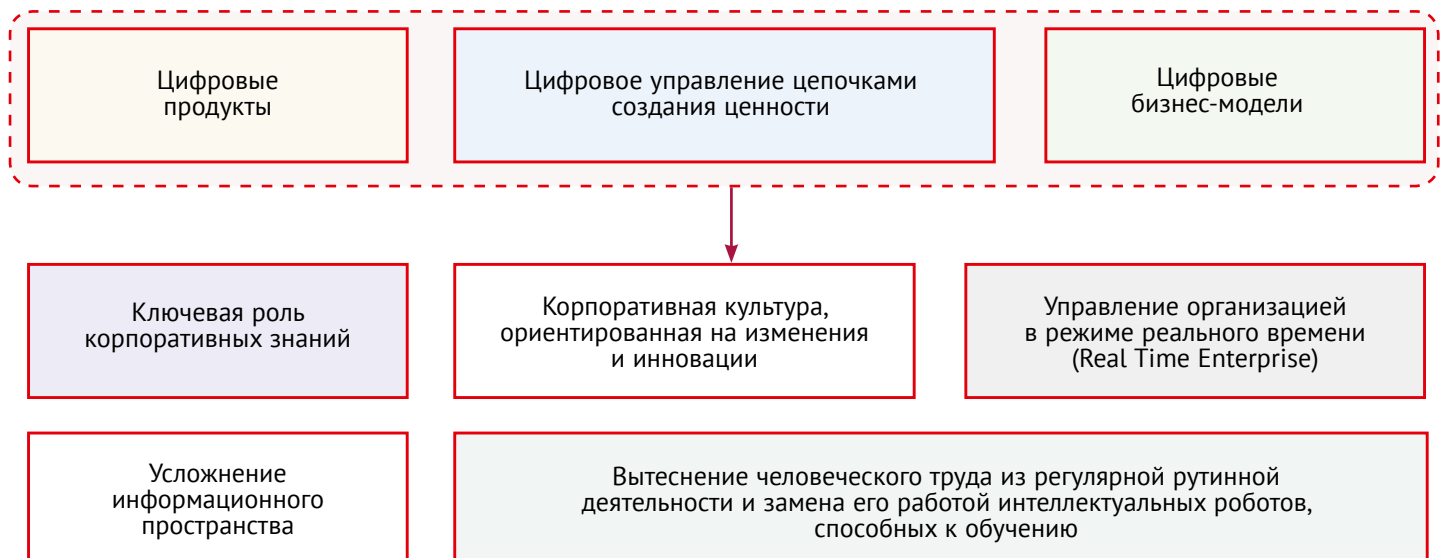 Цифровые
продукты
Цифровое управление цепочками
создания ценности
Цифровые
бизнес-модели
Ключевая роль
корпоративных знаний
Корпоративная культура,
ориентированная на изменения
и инновации
Управление организацией
в режиме реального времени
(Real Time Enterprise)
Усложнение
информационного
пространства
Вытеснение человеческого труда из регулярной рутинной
деятельности и замена его работой интеллектуальных роботов,
способных к обучению